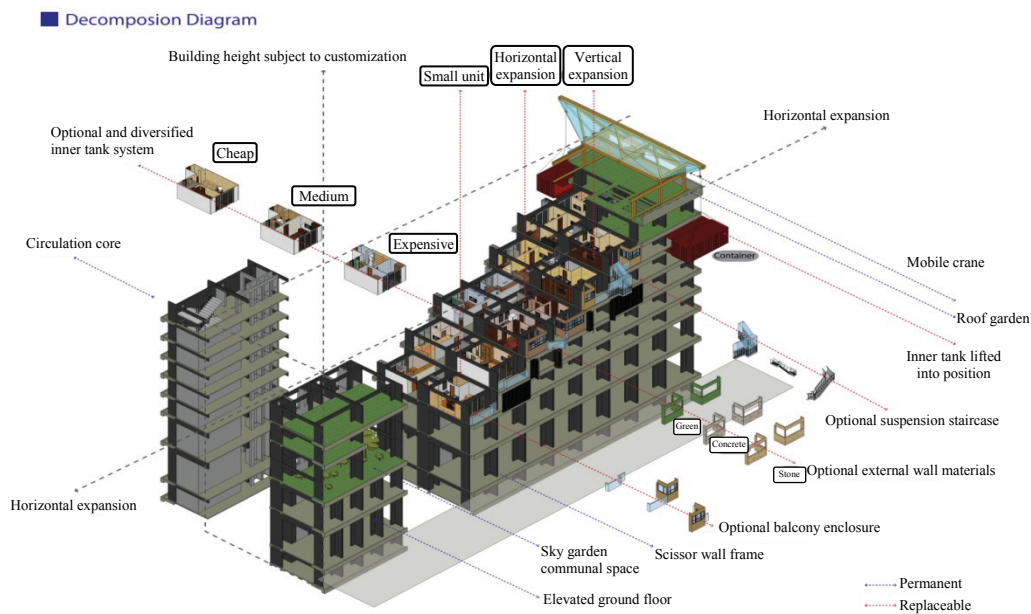 Decomposion Diagram
Building height subject to customization
Small unit
Horizontal
expansion
Vertical
expansion
Horizontal expansion
Optional and diversified
inner tank system
Cheap
Medium
Expensive
Circulation core
Container
Mobile crane
Roof garden
Inner tank lifted
into position
Optional suspension staircase
Green
Concrete
Stone
Optional external wall materials
Horizontal expansion
Optional balcony enclosure
Sky garden
communal space
Scissor wall frame
Elevated ground floor
Permanent
Replaceable